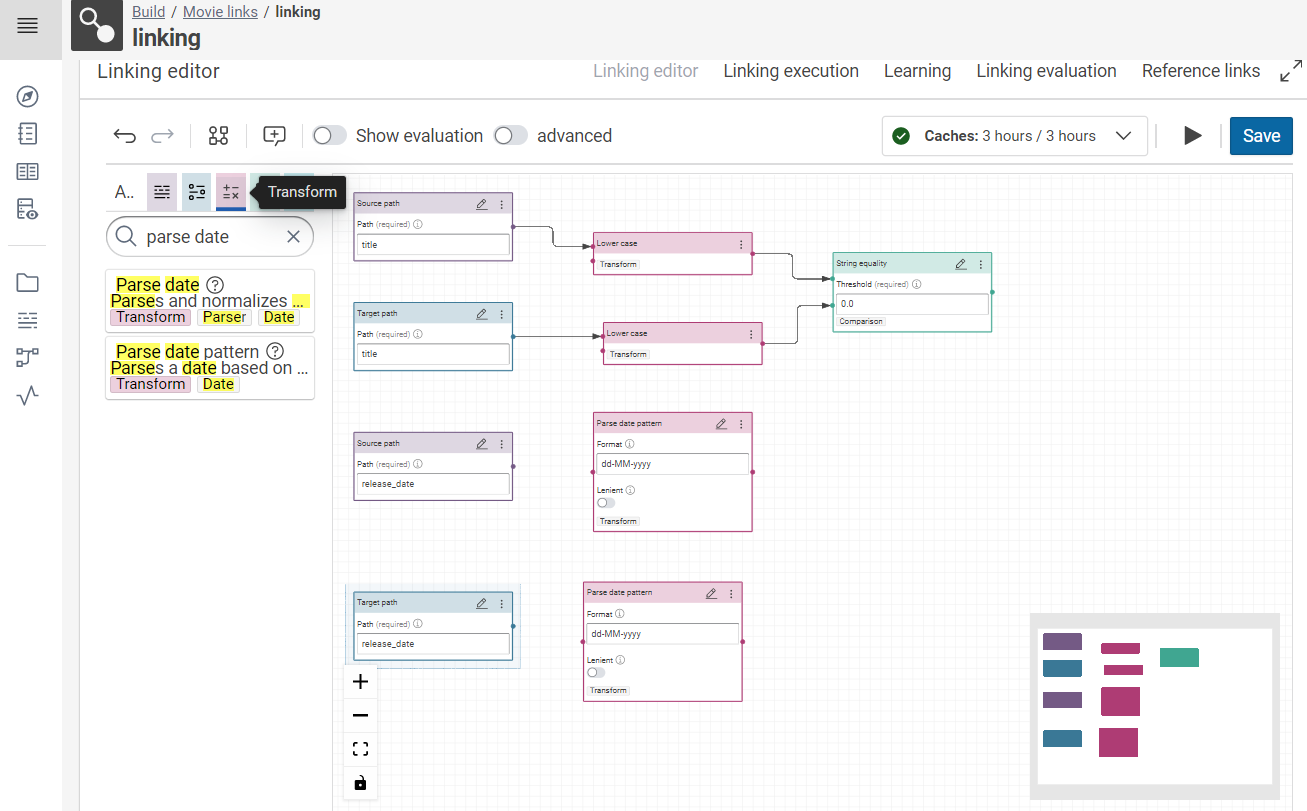 Build / Movie links / linking
linking
Linking editor
Linking editor
Linking execution
Learning
Linking evaluation
Reference links
Show evaluation
advanced
Caches: 3 hours / 3 hours
Save
A..
Transform
parse date
Parse date
Parses and normalizes ...
Transform Parser Date
Parse date pattern
Parses a date based on ...
Transform Date
Source path
Path (required)
title
Lower case
Transform
String equality
Threshold (required)
0.0
Comparison
Target path
Path (required)
title
Lower case
Transform
Source path
Path (required)
release_date
Parse date pattern
Format
dd-MM-yyyy
Lenient
Transform
Target path
Path (required)
release_date
Parse date pattern
Format
dd-MM-yyyy
Lenient
Transform